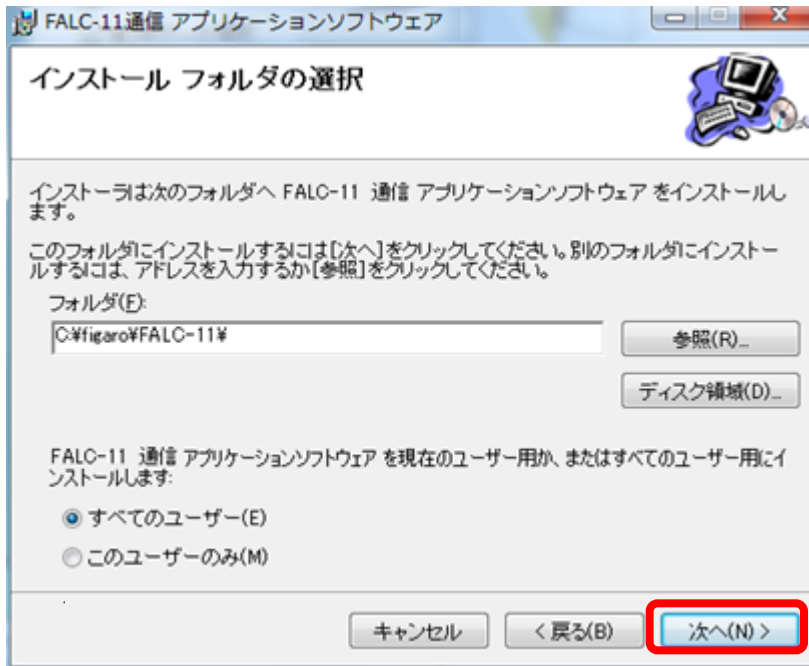 FALC-11通信 アプリケーションソフトウェア
インストール フォルダの選択
インストーラは次のフォルダへ FALC-11 通信 アプリケーションソフトウェア をインストールし
ます。
このフォルダにインストールするには[次へ]をクリックしてください。別のフォルダにインストー
ルするには、アドレスを入力するか[参照]をクリックしてください。
フォルダ(F):
C:¥figaro¥FALC-11¥
参照(R)...
ディスク領域(D)...
FALC-11 通信 アプリケーションソフトウェア を現在のユーザー用か、またはすべてのユーザー用にイ
ンストールします:
すべてのユーザー(E)
このユーザーのみ(M)
キャンセル
< 戻る(B)
次へ(N) >